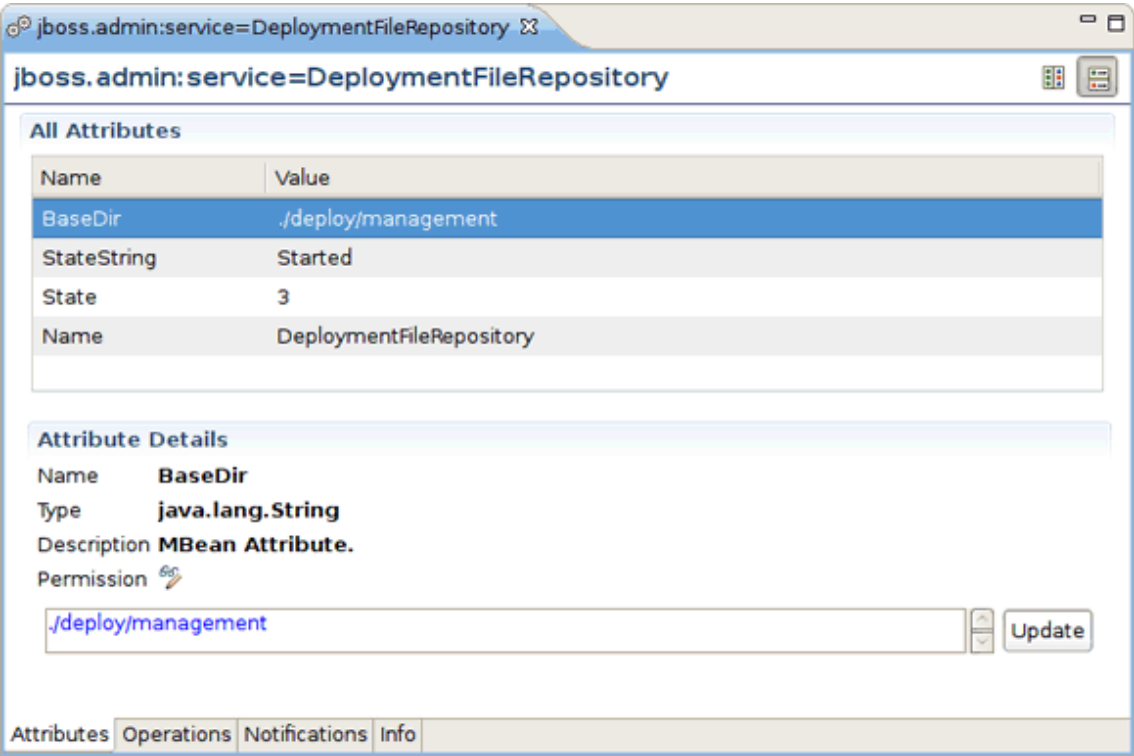 jboss.admin:service=DeploymentFileRepository
jboss.admin:service=DeploymentFileRepository
All Attributes
Name Value
BaseDir ./deploy/management
StateString Started
State 3
Name DeploymentFileRepository
Attribute Details
Name BaseDir
Type java.lang.String
Description MBean Attribute.
Permission
./deploy/management Update
Attributes Operations Notifications Info